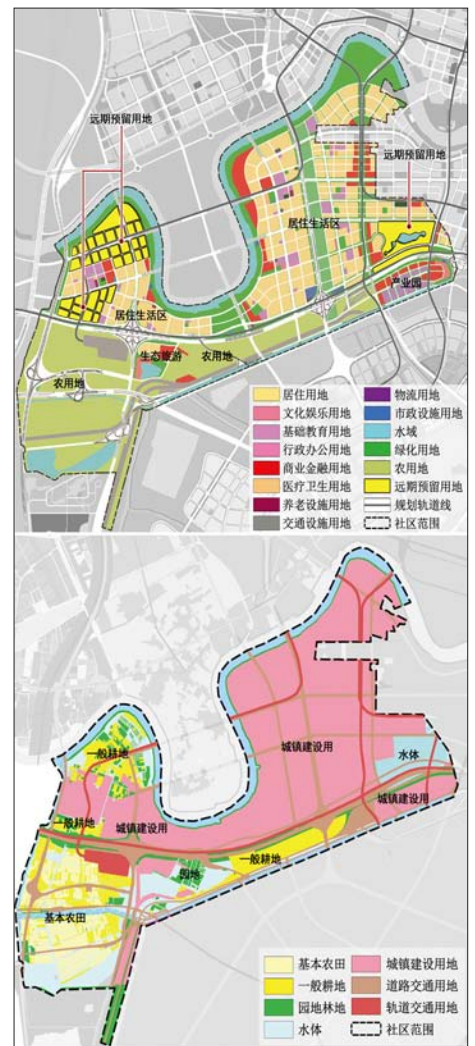 远期预留用地
远期预留用地
居住生活区
产业园
居住生活区
生态旅游
农用地
农用地
居住用地
文化娱乐用地
基础教育用地
行政办公用地
商业金融用地
医疗卫生用地
养老设施用地
交通设施用地
物流用地
市政设施用地
水域
绿化用地
农用地
远期预留用地
规划轨道线
社区范围
一般耕地
城镇建设用
水体
城镇建设用
一般耕地
城镇建设用
一般耕地
园地
基本农田
基本农田
一般耕地
园地林地
水体
城镇建设用地
道路交通用地
轨道交通用地
社区范围